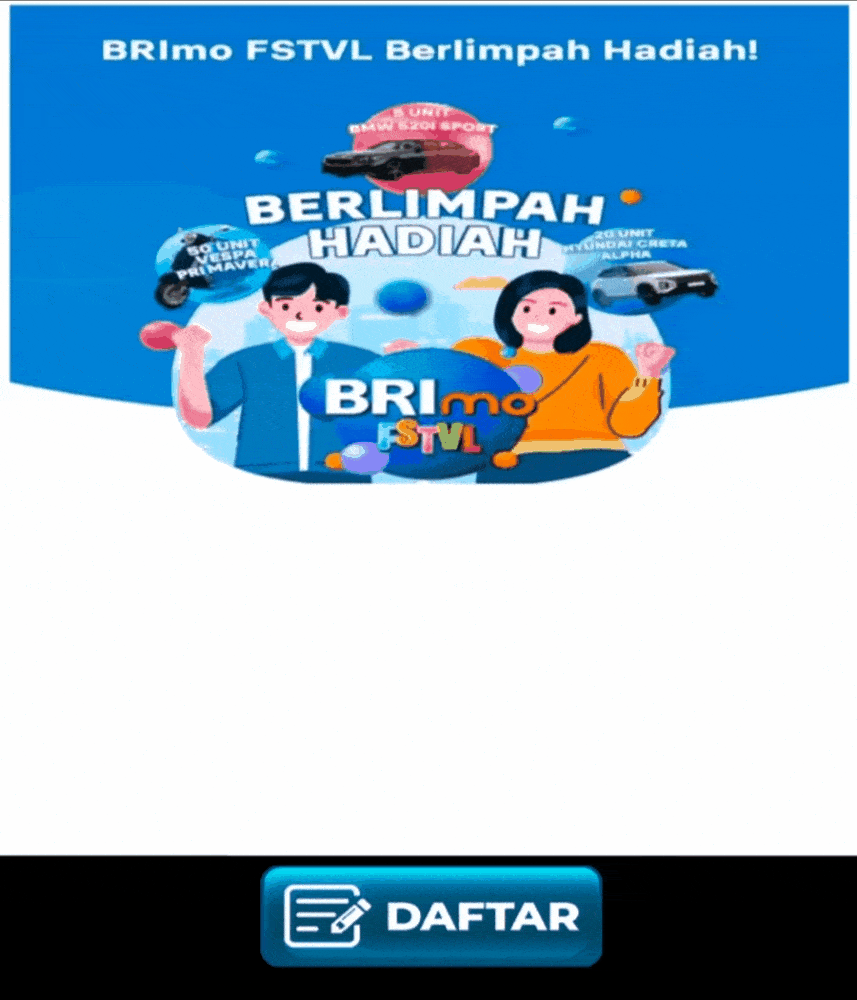 BRImo FSTVL Berlimpah Hadiah!
5 UNIT
BMW 520I SPORT
BERLIMPAH
HADIAH
50 UNIT
VESPA
PRIMAVERA
20 UNIT
HYUNDAI CRETA
ALPHA
BRImo
FSTVL
DAFTAR